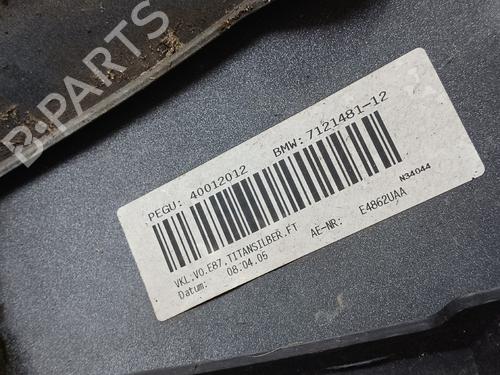 B-PARTS
PEGU: 40012012 BMW: 7121481-12
N34044
VKL.VO.E87.TITANSILBER.FT AE-NR: E4862UAA
Datum: 08.04.05